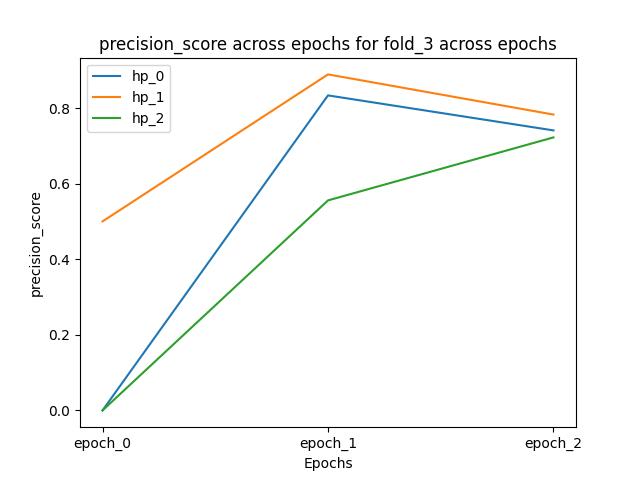 precision_score across epochs for fold_3 across epochs
hp_0
hp_1
hp_2
precision_score
0.8
0.6
0.4
0.2
0.0
epoch_0
epoch_1
epoch_2
Epochs